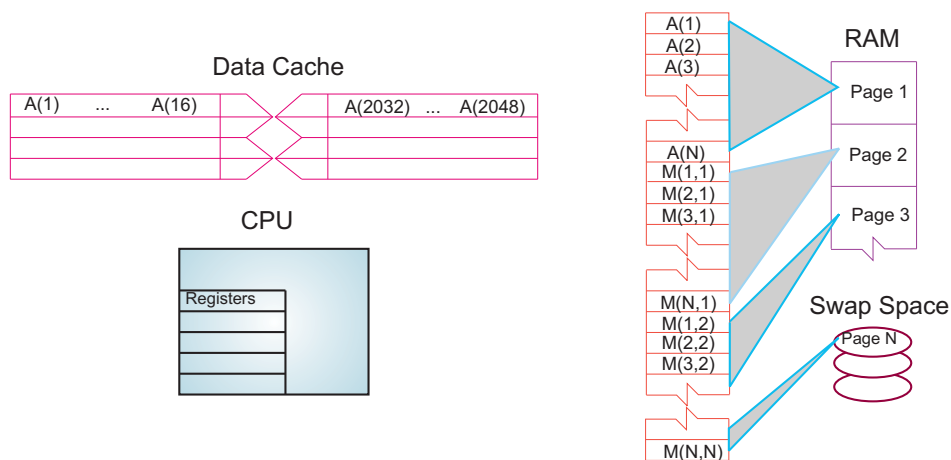 Data Cache
A(1) ... A(16) A(2032) ... A(2048)
CPU
Registers
A(1)
A(2)
A(3)
A(N)
M(1,1)
M(2,1)
M(3,1)
M(N,1)
M(1,2)
M(2,2)
M(3,2)
M(N,N)
RAM
Page 1
Page 2
Page 3
Swap Space
Page N